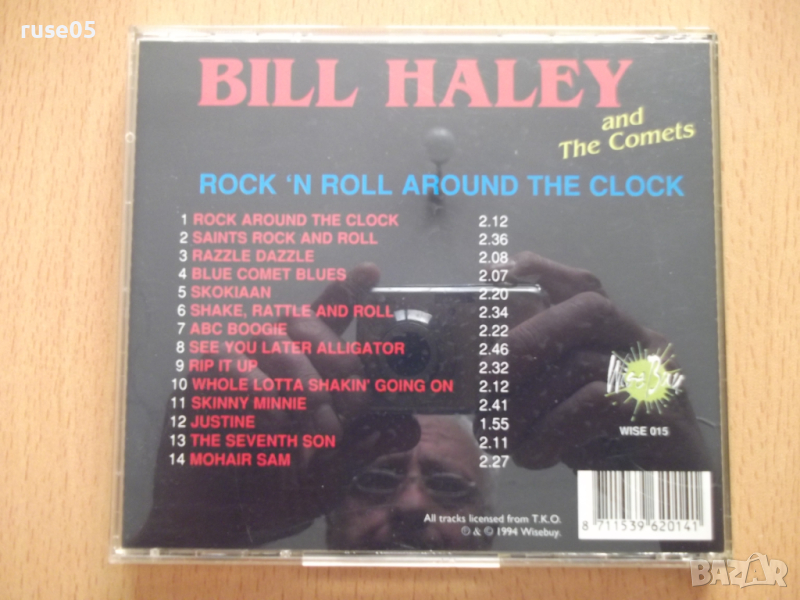 ruse05
BILL HALEY
and
The Comets
ROCK 'N ROLL AROUND THE CLOCK
1 ROCK AROUND THE CLOCK 2.12
2 SAINTS ROCK AND ROLL 2.36
3 RAZZLE DAZZLE 2.08
4 BLUE COMET BLUES 2.07
5 SKOKIAAN 2.20
6 SHAKE, RATTLE AND ROLL 2.34
7 ABC BOOGIE 2.22
8 SEE YOU LATER ALLIGATOR 2.46
9 RIP IT UP 2.32
10 WHOLE LOTTA SHAKIN' GOING ON 2.12
11 SKINNY MINNIE 2.41
12 JUSTINE 1.55
13 THE SEVENTH SON 2.11
14 MOHAIR SAM 2.27
Wise Buy
WISE 015
All tracks licensed from T.K.O.
℗ & © 1994 Wisebuy.
8 711539 620141
BAZAR